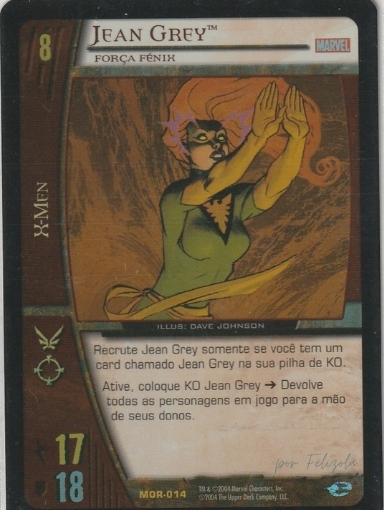 8
JEAN GREY™
FORÇA FÉNIX
MARVEL
X-MEN
ILLUS: DAVE JOHNSON
Recrute Jean Grey somente se você tem um
card chamado Jean Grey na sua pilha de KO.
Ative, coloque KO Jean Grey ➔ Devolve
todas as personagens em jogo para a mão
de seus donos.
17
18
MOR-014
TM & ©2004 Marvel Characters, Inc.
©2004 The Upper Deck Company, LLC.
por Felizola